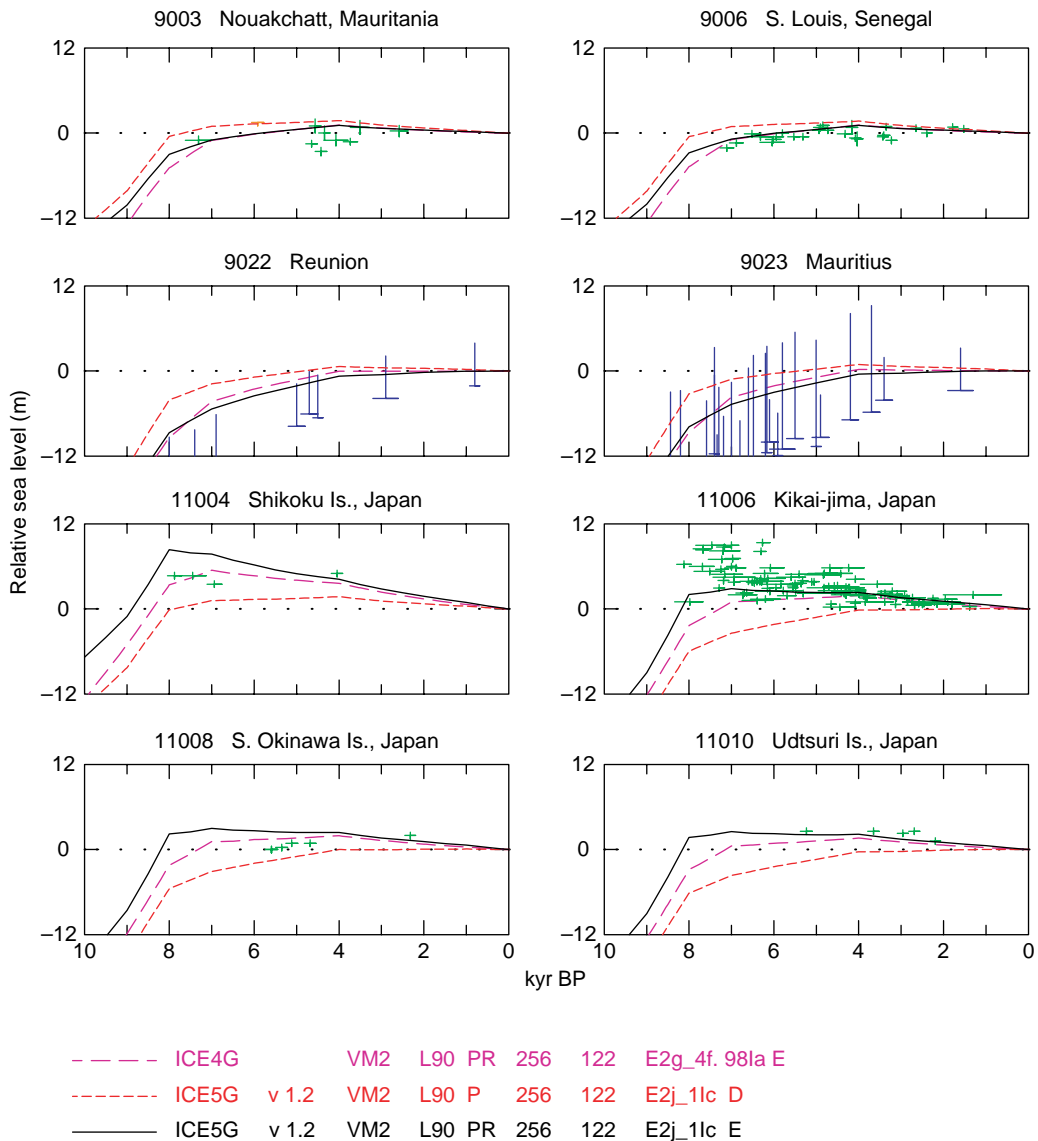 9003 Nouakchatt, Mauritania
9006 S. Louis, Senegal
12
0
–12
12
0
–12
9022 Reunion
9023 Mauritius
12
0
–12
12
0
–12
Relative sea level (m)
11004 Shikoku Is., Japan
11006 Kikai-jima, Japan
12
0
–12
12
0
–12
11008 S. Okinawa Is., Japan
11010 Udtsuri Is., Japan
12
0
–12
12
0
–12
10 8 6 4 2 0
10 8 6 4 2 0
kyr BP
ICE4G VM2 L90 PR 256 122 E2g_4f. 98Ia E
ICE5G v 1.2 VM2 L90 P 256 122 E2j_1Ic D
ICE5G v 1.2 VM2 L90 PR 256 122 E2j_1Ic E